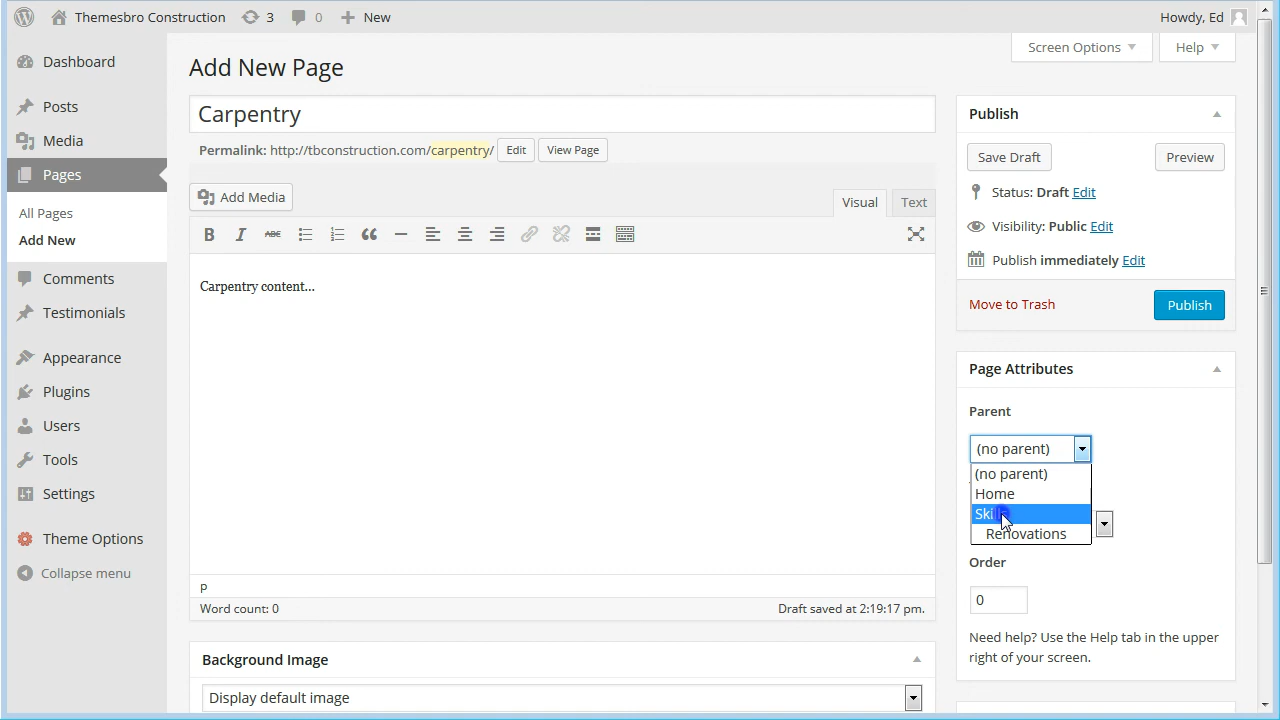 Themesbro Construction 3 0 New Howdy, Ed
Screen Options Help
Dashboard
Posts
Media
Pages
All Pages
Add New
Comments
Testimonials
Appearance
Plugins
Users
Tools
Settings
Theme Options
Collapse menu
Add New Page
Carpentry
Permalink: http://tbconstruction.com/carpentry/ Edit View Page
Add Media
Visual Text
B I ABC
Carpentry content...
p
Word count: 0 Draft saved at 2:19:17 pm.
Background Image
Display default image
Publish
Save Draft Preview
Status: Draft Edit
Visibility: Public Edit
Publish immediately Edit
Move to Trash Publish
Page Attributes
Parent
(no parent)
(no parent)
Home
Renovations
Order
0
Need help? Use the Help tab in the upper
right of your screen.